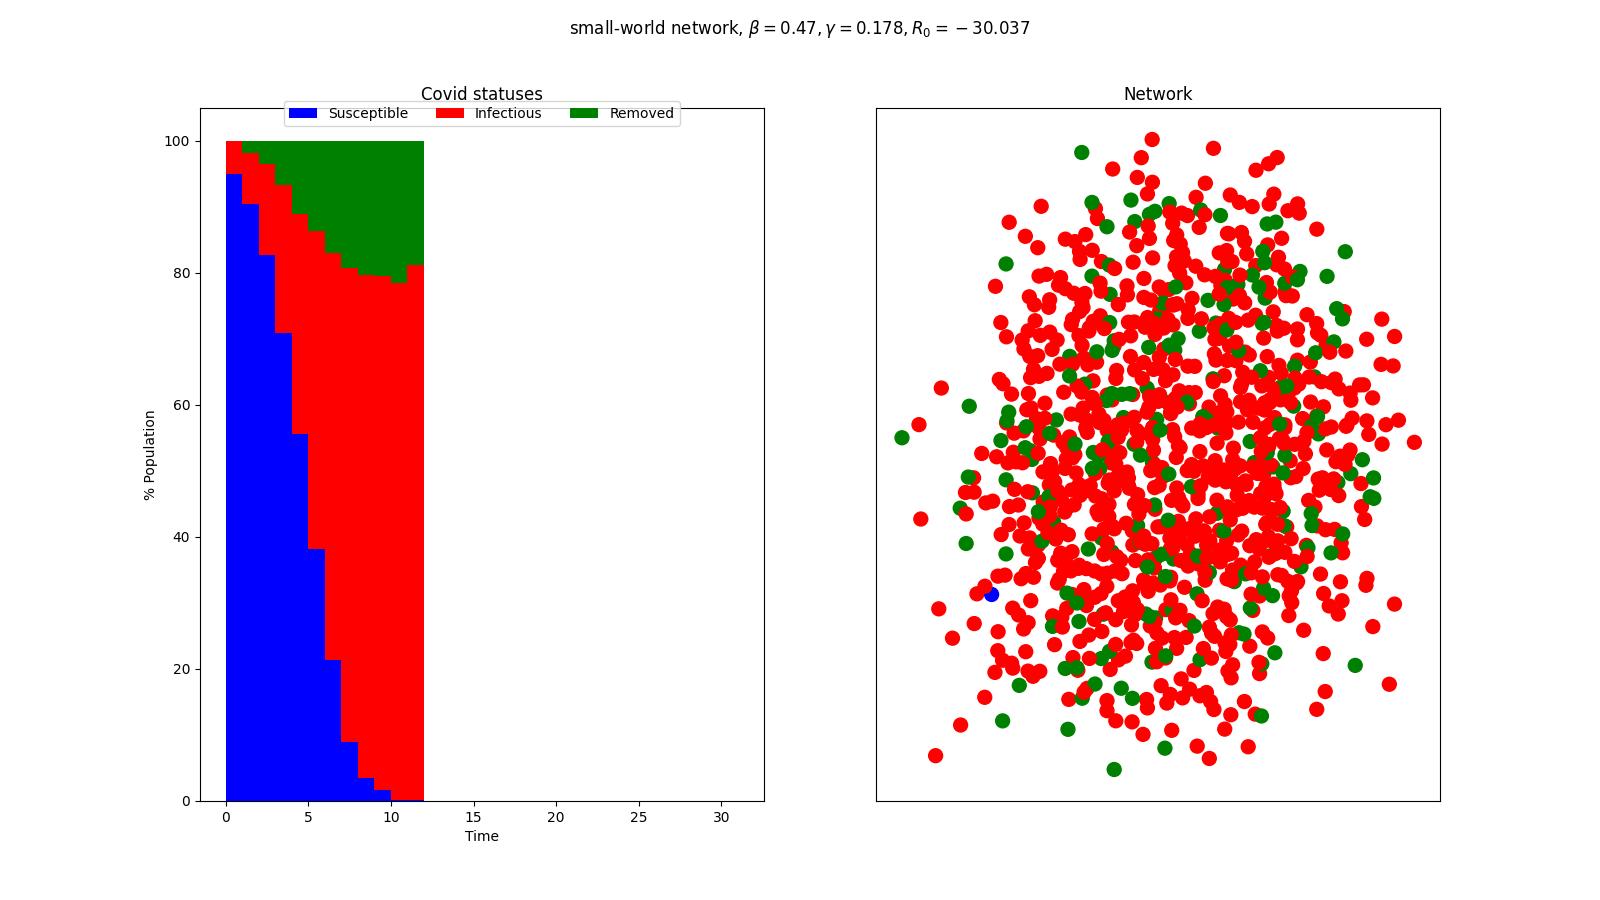 small-world network, β = 0.47, γ = 0.178, R₀ = − 30.037
Covid statuses
Susceptible Infectious Removed
100
80
60
40
20
0
% Population
0 5 10 15 20 25 30
Time
Network